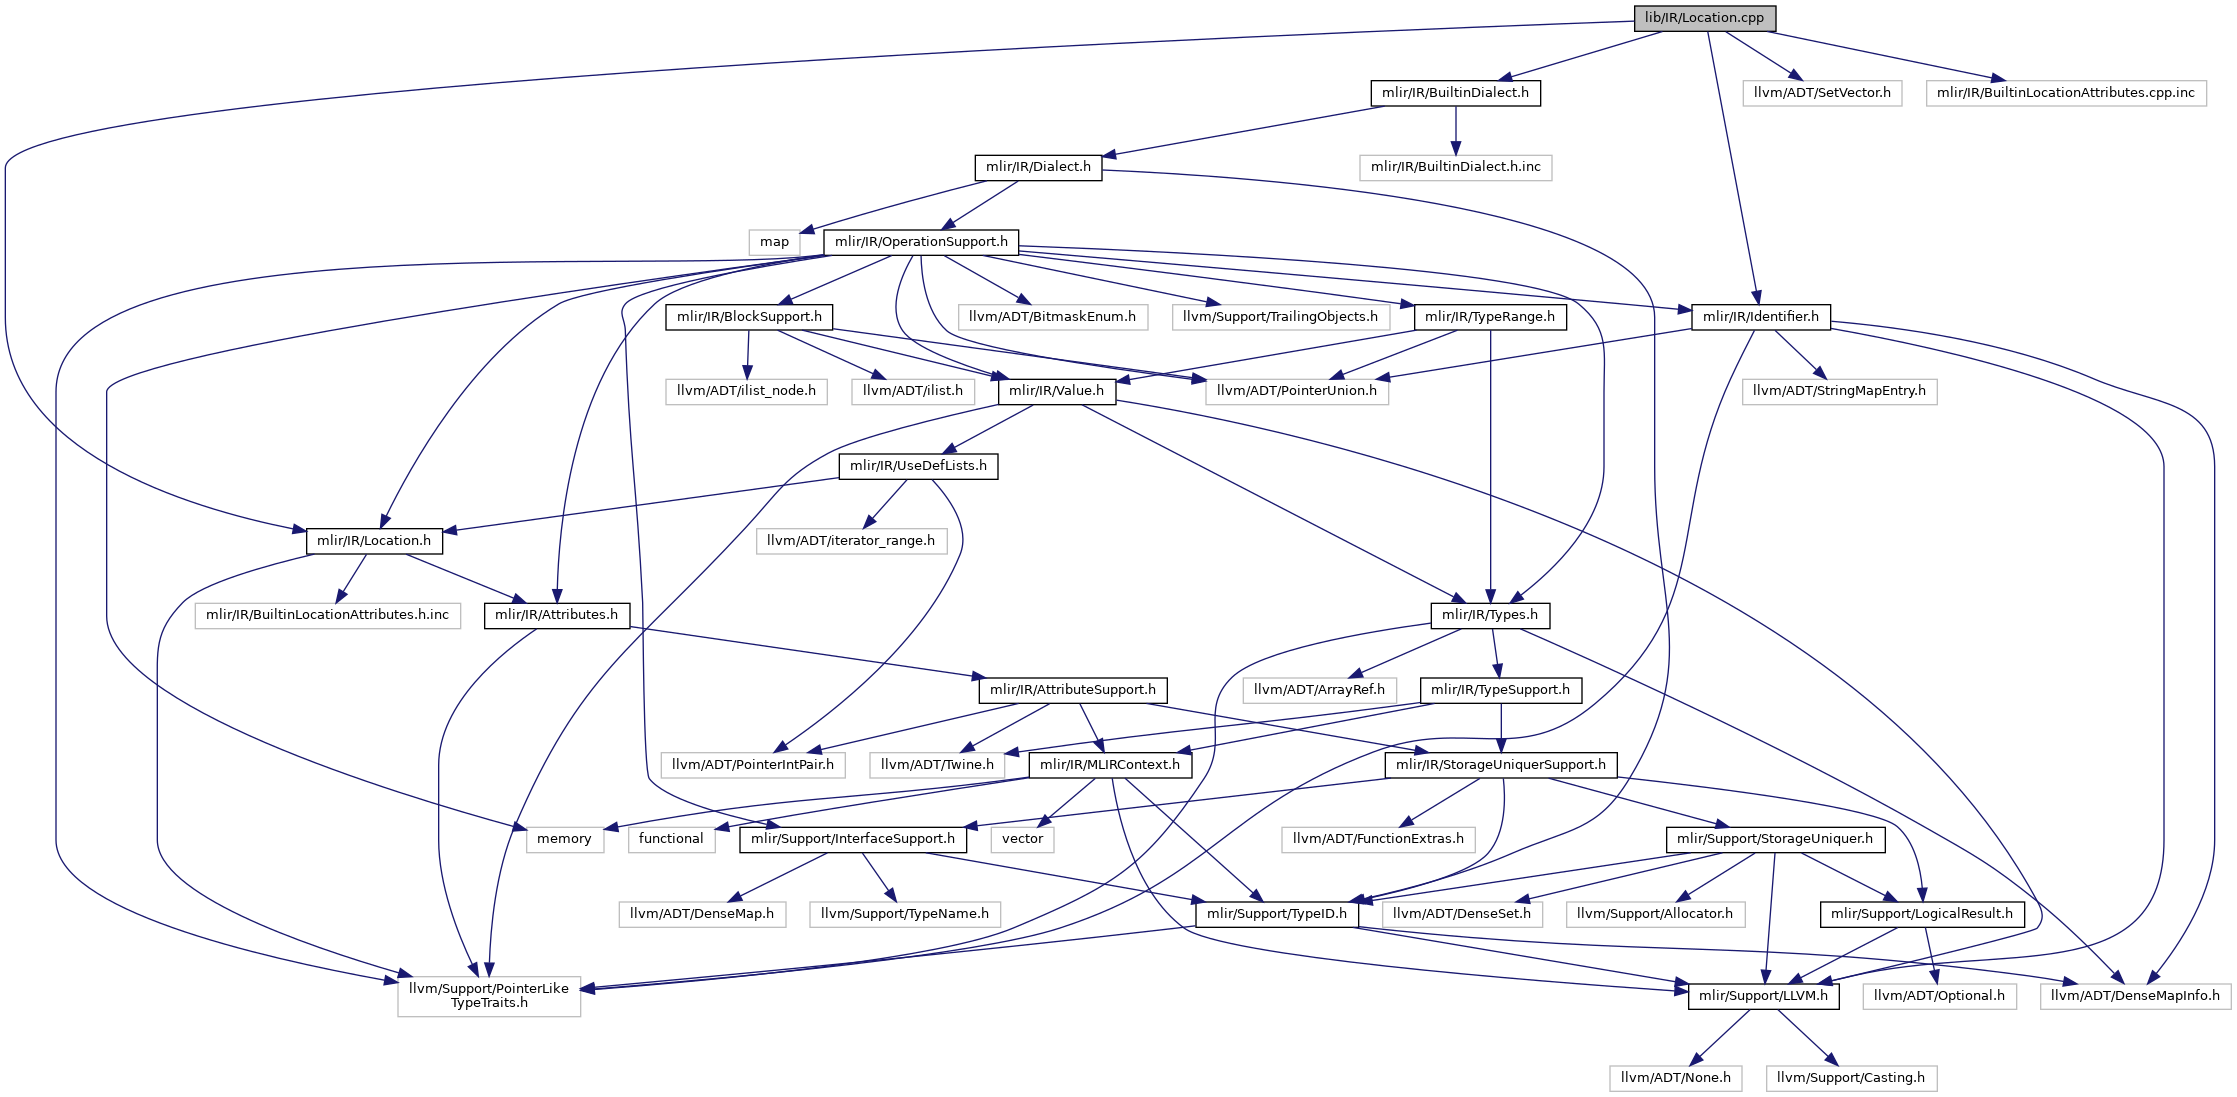 lib/IR/Location.cpp
mlir/IR/BuiltinDialect.h
llvm/ADT/SetVector.h
mlir/IR/BuiltinLocationAttributes.cpp.inc
mlir/IR/Dialect.h
mlir/IR/BuiltinDialect.h.inc
map
mlir/IR/OperationSupport.h
mlir/IR/BlockSupport.h
llvm/ADT/BitmaskEnum.h
llvm/Support/TrailingObjects.h
mlir/IR/TypeRange.h
mlir/IR/Identifier.h
llvm/ADT/ilist_node.h
llvm/ADT/ilist.h
mlir/IR/Value.h
llvm/ADT/PointerUnion.h
llvm/ADT/StringMapEntry.h
mlir/IR/UseDefLists.h
mlir/IR/Location.h
llvm/ADT/iterator_range.h
mlir/IR/BuiltinLocationAttributes.h.inc
mlir/IR/Attributes.h
mlir/IR/Types.h
mlir/IR/AttributeSupport.h
llvm/ADT/ArrayRef.h
mlir/IR/TypeSupport.h
llvm/ADT/PointerIntPair.h
llvm/ADT/Twine.h
mlir/IR/MLIRContext.h
mlir/IR/StorageUniquerSupport.h
memory
functional
mlir/Support/InterfaceSupport.h
vector
llvm/ADT/FunctionExtras.h
mlir/Support/StorageUniquer.h
llvm/ADT/DenseMap.h
llvm/Support/TypeName.h
mlir/Support/TypeID.h
llvm/ADT/DenseSet.h
llvm/Support/Allocator.h
mlir/Support/LogicalResult.h
llvm/Support/PointerLike
TypeTraits.h
mlir/Support/LLVM.h
llvm/ADT/Optional.h
llvm/ADT/DenseMapInfo.h
llvm/ADT/None.h
llvm/Support/Casting.h